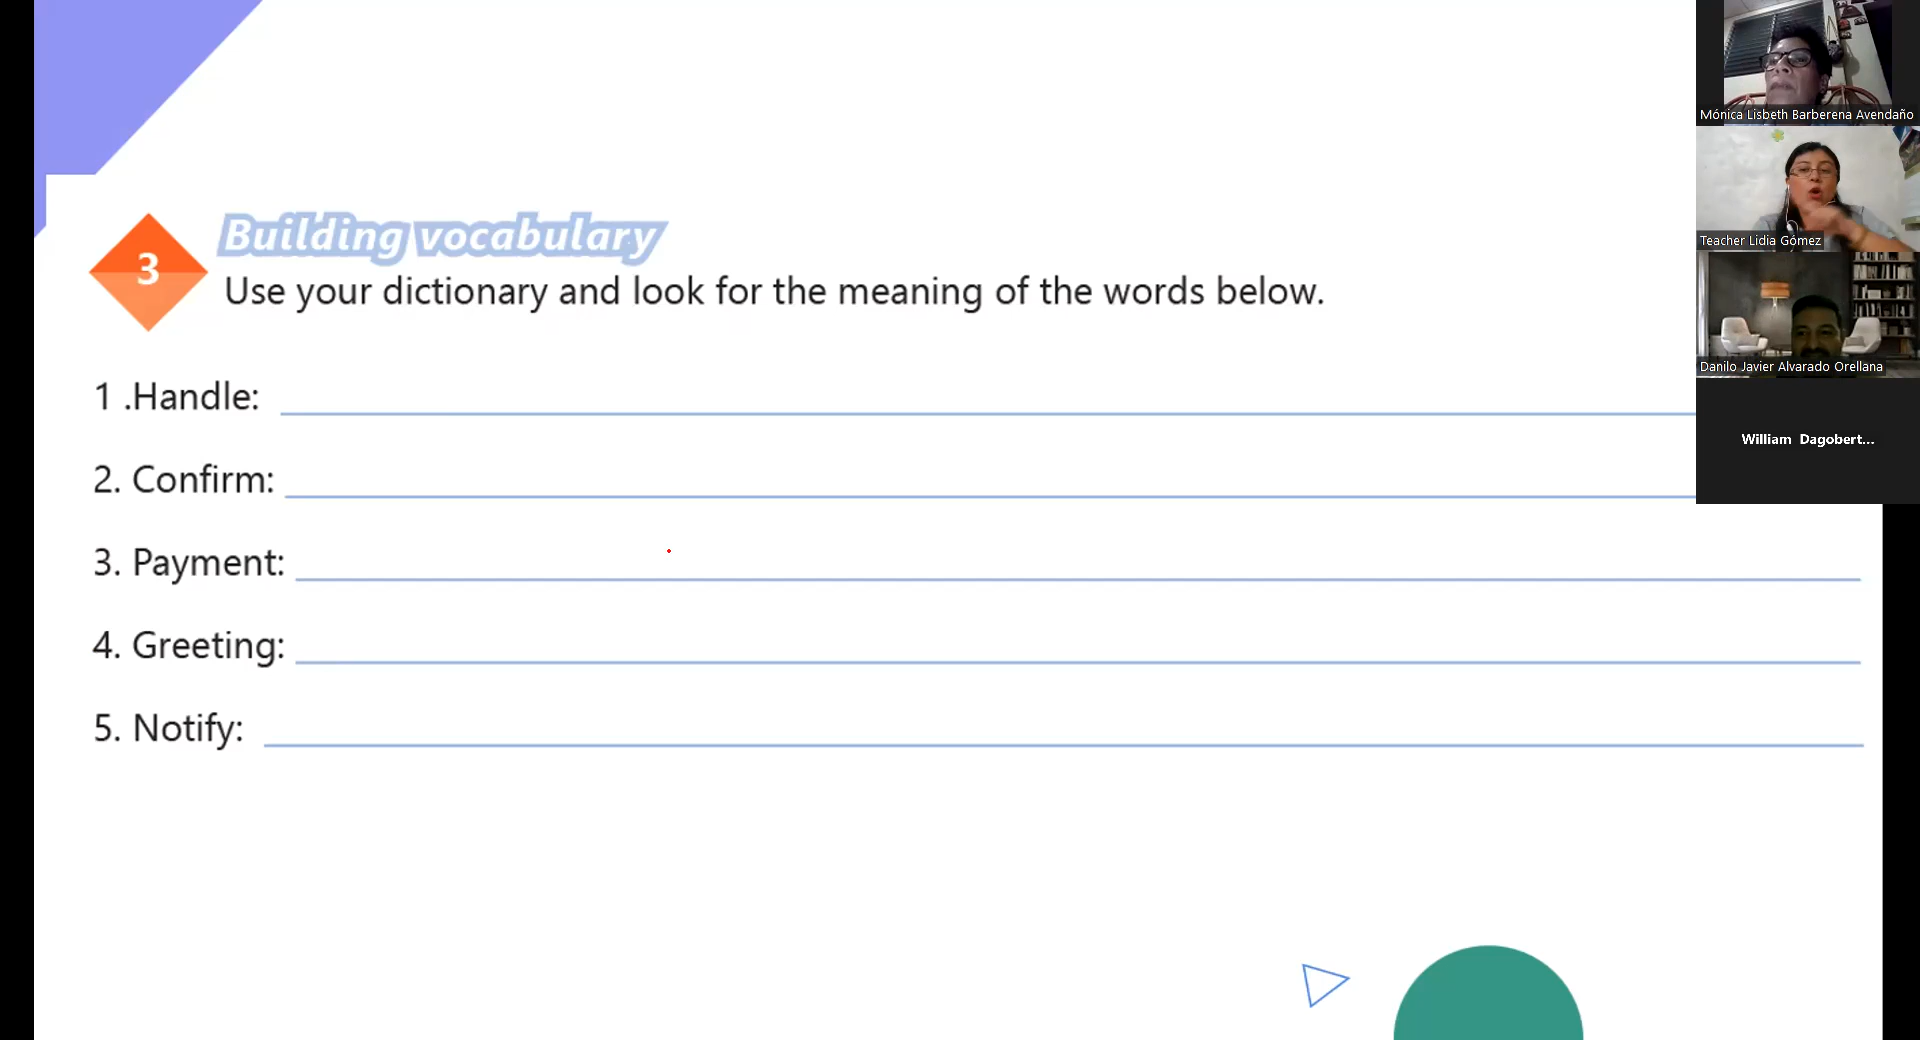 3
Building vocabulary
Use your dictionary and look for the meaning of the words below.
1 .Handle:
2. Confirm:
3. Payment:
4. Greeting:
5. Notify:
Mónica Lisbeth Barberena Avendaño
Teacher Lidia Gómez
Danilo Javier Alvarado Orellana
William Dagobert...